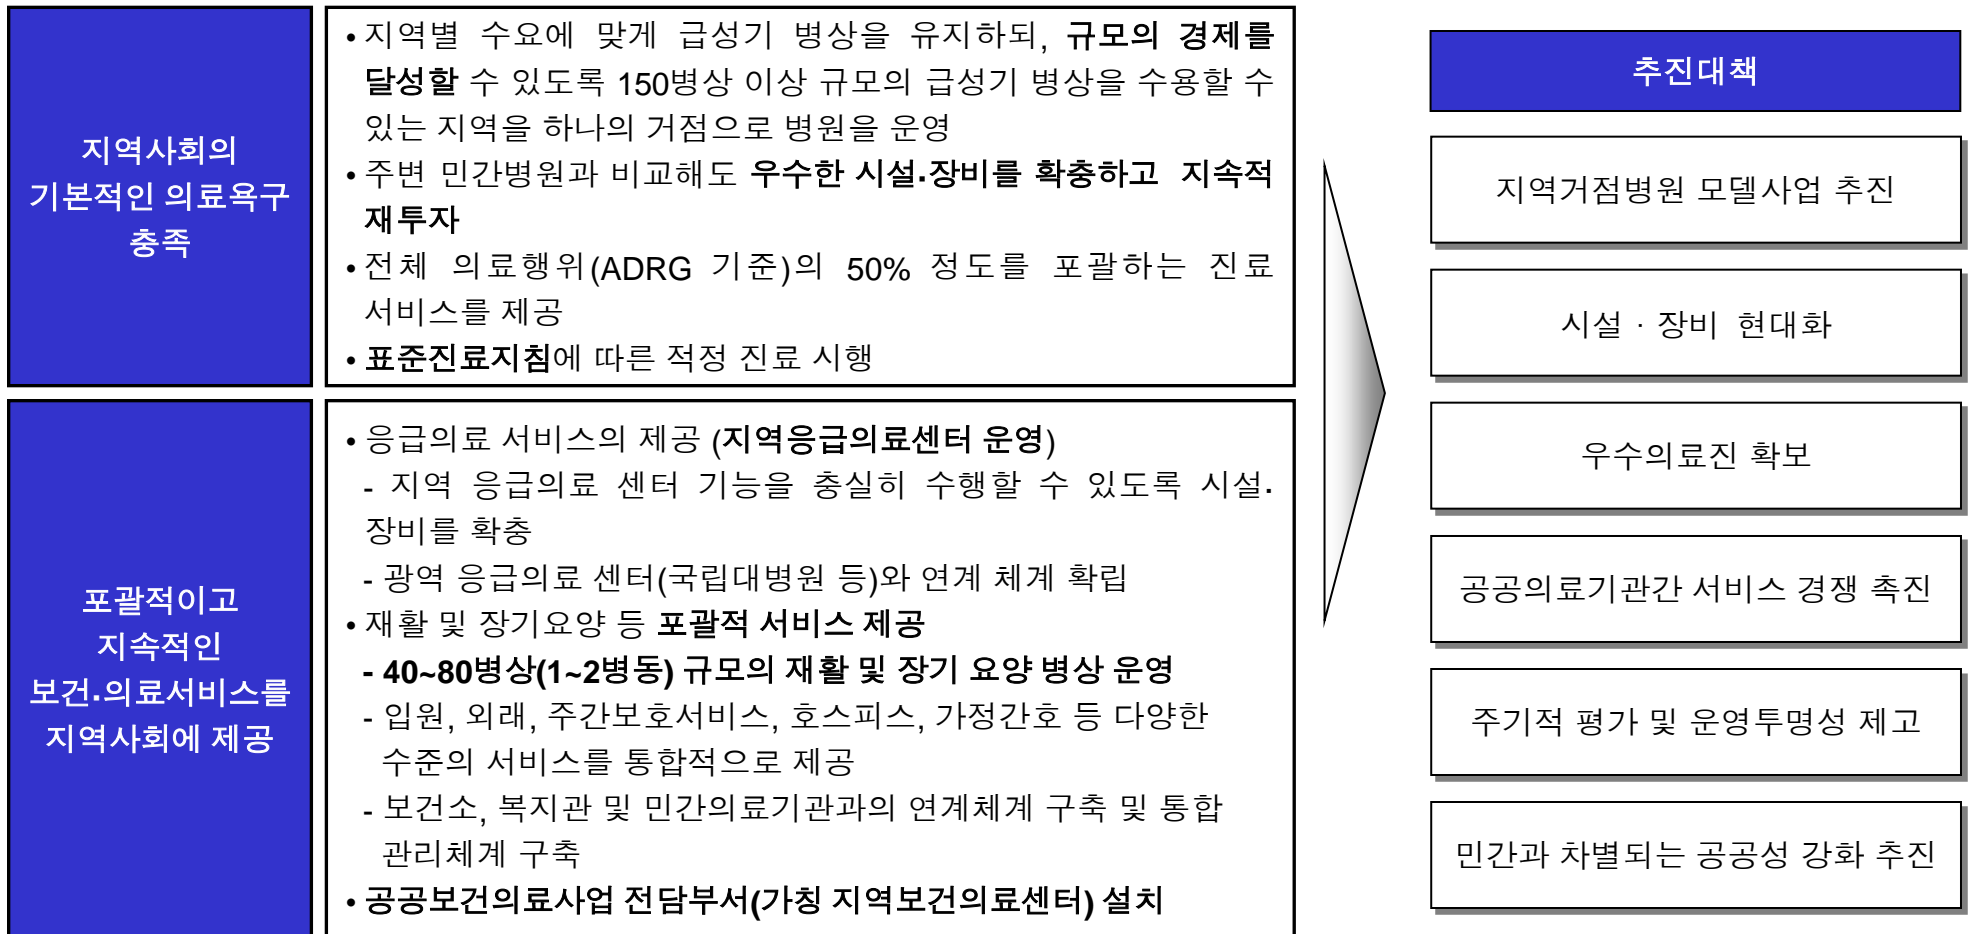 지역사회의
기본적인 의료욕구
충족
• 지역별 수요에 맞게 급성기 병상을 유지하되, 규모의 경제를
달성할 수 있도록 150병상 이상 규모의 급성기 병상을 수용할 수
있는 지역을 하나의 거점으로 병원을 운영
• 주변 민간병원과 비교해도 우수한 시설·장비를 확충하고 지속적
재투자
• 전체 의료행위(ADRG 기준)의 50% 정도를 포괄하는 진료
서비스를 제공
• 표준진료지침에 따른 적정 진료 시행
포괄적이고
지속적인
보건·의료서비스를
지역사회에 제공
• 응급의료 서비스의 제공 (지역응급의료센터 운영)
- 지역 응급의료 센터 기능을 충실히 수행할 수 있도록 시설·
장비를 확충
- 광역 응급의료 센터(국립대병원 등)와 연계 체계 확립
• 재활 및 장기요양 등 포괄적 서비스 제공
- 40~80병상(1~2병동) 규모의 재활 및 장기 요양 병상 운영
- 입원, 외래, 주간보호서비스, 호스피스, 가정간호 등 다양한
수준의 서비스를 통합적으로 제공
- 보건소, 복지관 및 민간의료기관과의 연계체계 구축 및 통합
관리체계 구축
• 공공보건의료사업 전담부서(가칭 지역보건의료센터) 설치
추진대책
지역거점병원 모델사업 추진
시설 · 장비 현대화
우수의료진 확보
공공의료기관간 서비스 경쟁 촉진
주기적 평가 및 운영투명성 제고
민간과 차별되는 공공성 강화 추진